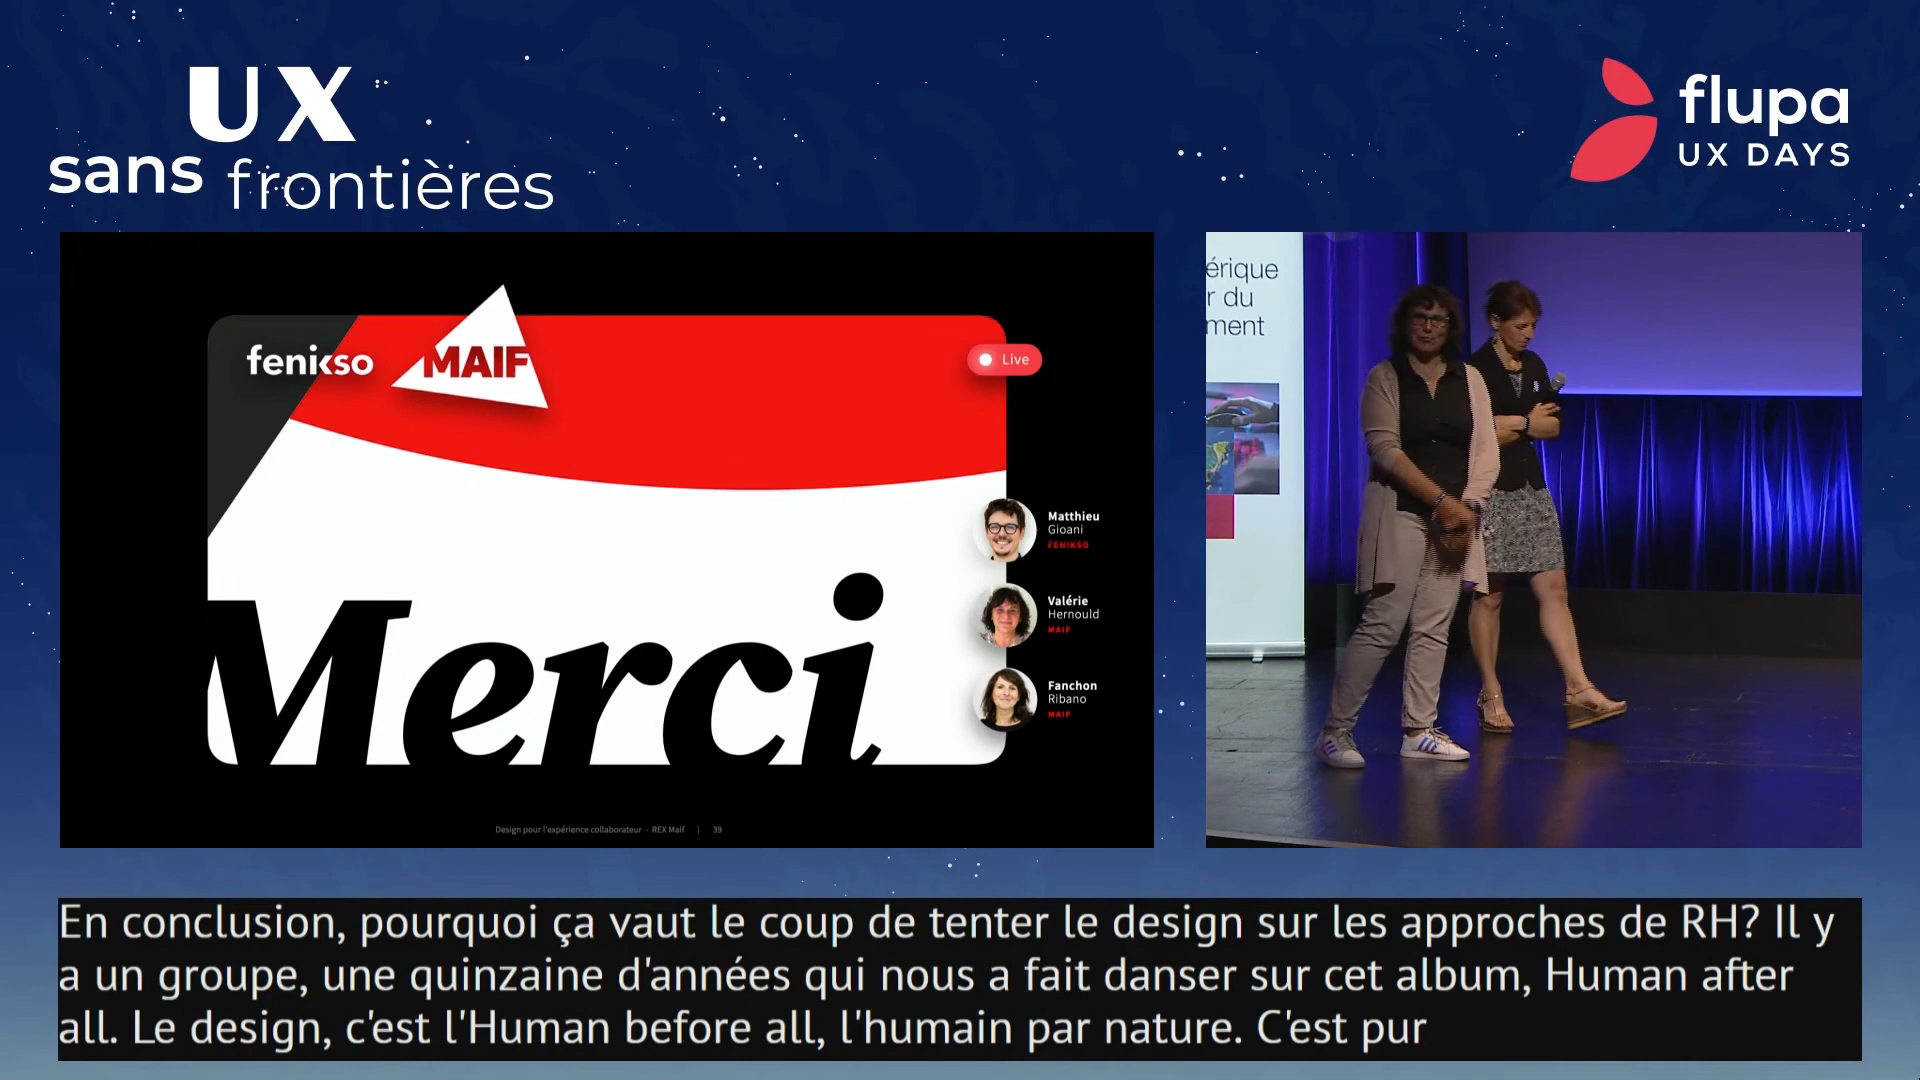 UX
sans frontières
flupa
UX DAYS
fenikso
MAIF
Live
Matthieu
Gioani
FENIKSO
Valérie
Hernould
MAIF
Fanchon
Ribano
MAIF
Merci
Design pour l'expérience collaborateur - REX Maif | 39
érique
r du
ment
En conclusion, pourquoi ça vaut le coup de tenter le design sur les approches de RH? Il y
a un groupe, une quinzaine d'années qui nous a fait danser sur cet album, Human after
all. Le design, c'est l'Human before all, l'humain par nature. C'est pur